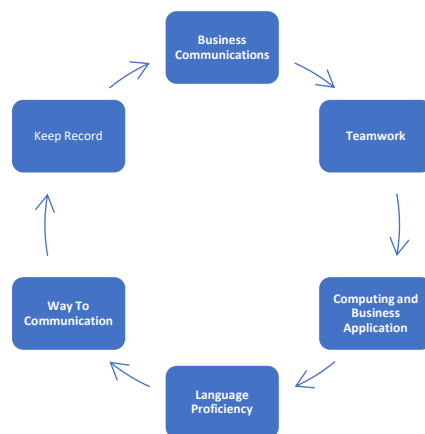 Business
Communications
Teamwork
Computing and
Business
Application
Language
Proficiency
Way To
Communication
Keep Record